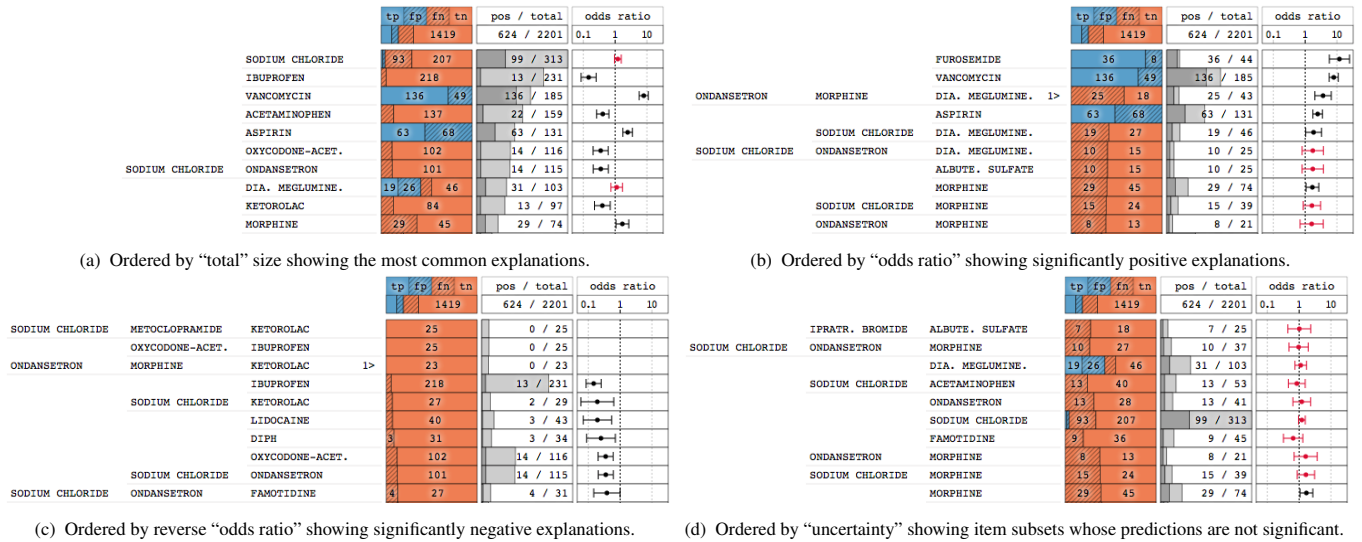 tp fp fn tn pos / total odds ratio
1419 624 / 2201 0.1 1 10
SODIUM CHLORIDE 93 207 99 / 313
IBUPROFEN 218 13 / 231
VANCOMYCIN 136 49 136 / 185
ACETAMINOPHEN 137 22 / 159
ASPIRIN 63 68 63 / 131
OXYCODONE-ACET. 102 14 / 116
SODIUM CHLORIDE ONDANSETRON 101 14 / 115
DIA. MEGLUMINE. 19 26 46 31 / 103
KETOROLAC 84 13 / 97
MORPHINE 29 45 29 / 74
(a) Ordered by “total” size showing the most common explanations.
tp fp fn tn pos / total odds ratio
1419 624 / 2201 0.1 1 10
FUROSEMIDE 36 8 36 / 44
VANCOMYCIN 136 49 136 / 185
ONDANSETRON MORPHINE DIA. MEGLUMINE. 1> 25 18 25 / 43
ASPIRIN 63 68 63 / 131
SODIUM CHLORIDE DIA. MEGLUMINE. 19 27 19 / 46
SODIUM CHLORIDE ONDANSETRON DIA. MEGLUMINE. 10 15 10 / 25
ALBUTE. SULFATE 10 15 10 / 25
MORPHINE 29 45 29 / 74
SODIUM CHLORIDE MORPHINE 15 24 15 / 39
ONDANSETRON MORPHINE 8 13 8 / 21
(b) Ordered by “odds ratio” showing significantly positive explanations.
tp fp fn tn pos / total odds ratio
1419 624 / 2201 0.1 1 10
SODIUM CHLORIDE METOCLOPRAMIDE KETOROLAC 25 0 / 25
OXYCODONE-ACET. IBUPROFEN 25 0 / 25
ONDANSETRON MORPHINE KETOROLAC 1> 23 0 / 23
IBUPROFEN 218 13 / 231
SODIUM CHLORIDE KETOROLAC 27 2 / 29
LIDOCAINE 40 3 / 43
DIPH 3 31 3 / 34
OXYCODONE-ACET. 102 14 / 116
SODIUM CHLORIDE ONDANSETRON 101 14 / 115
SODIUM CHLORIDE ONDANSETRON FAMOTIDINE 4 27 4 / 31
(c) Ordered by reverse “odds ratio” showing significantly negative explanations.
tp fp fn tn pos / total odds ratio
1419 624 / 2201 0.1 1 10
IPRATR. BROMIDE ALBUTE. SULFATE 7 18 7 / 25
SODIUM CHLORIDE ONDANSETRON MORPHINE 10 27 10 / 37
DIA. MEGLUMINE. 19 26 46 31 / 103
SODIUM CHLORIDE ACETAMINOPHEN 13 40 13 / 53
ONDANSETRON 13 28 13 / 41
SODIUM CHLORIDE 93 207 99 / 313
FAMOTIDINE 9 36 9 / 45
ONDANSETRON MORPHINE 8 13 8 / 21
SODIUM CHLORIDE MORPHINE 15 24 15 / 39
MORPHINE 29 45 29 / 74
(d) Ordered by “uncertainty” showing item subsets whose predictions are not significant.